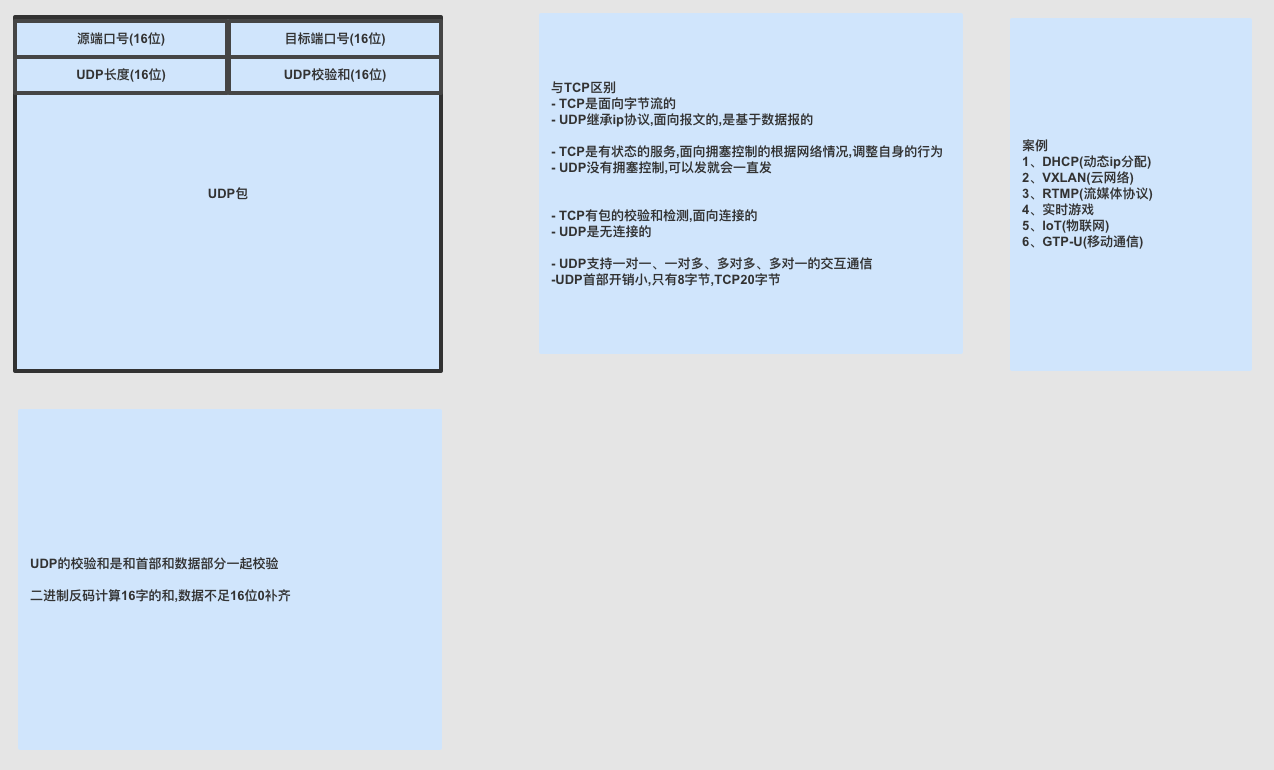 源端口号(16位)
目标端口号(16位)
UDP长度(16位)
UDP校验和(16位)
UDP包
与TCP区别
- TCP是面向字节流的
- UDP继承ip协议,面向报文的,是基于数据报的
- TCP是有状态的服务,面向拥塞控制的根据网络情况,调整自身的行为
- UDP没有拥塞控制,可以发就会一直发
- TCP有包的校验和检测,面向连接的
- UDP是无连接的
- UDP支持一对一、一对多、多对多、多对一的交互通信
-UDP首部开销小,只有8字节,TCP20字节
案例
1、DHCP(动态ip分配)
2、VXLAN(云网络)
3、RTMP(流媒体协议)
4、实时游戏
5、IoT(物联网)
6、GTP-U(移动通信)
UDP的校验和是和首部和数据部分一起校验
二进制反码计算16字的和,数据不足16位0补齐